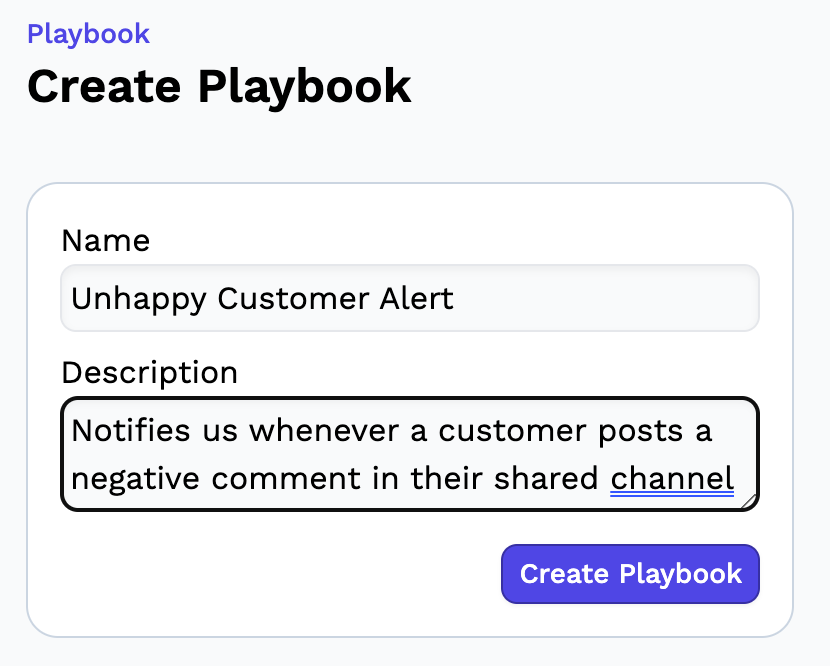 Playbook
Create Playbook
Name
Unhappy Customer Alert
Description
Notifies us whenever a customer posts a
negative comment in their shared channel
Create Playbook